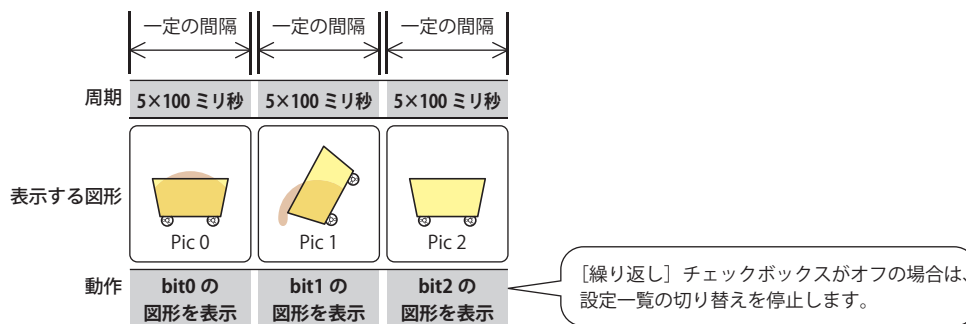 一定の間隔 一定の間隔 一定の間隔
周期 5×100 ミリ秒 5×100 ミリ秒 5×100 ミリ秒
表示する図形
Pic 0 Pic 1 Pic 2
動作 bit0 の 図形を表示 bit1 の 図形を表示 bit2 の 図形を表示
［繰り返し］チェックボックスがオフの場合は、
設定一覧の切り替えを停止します。